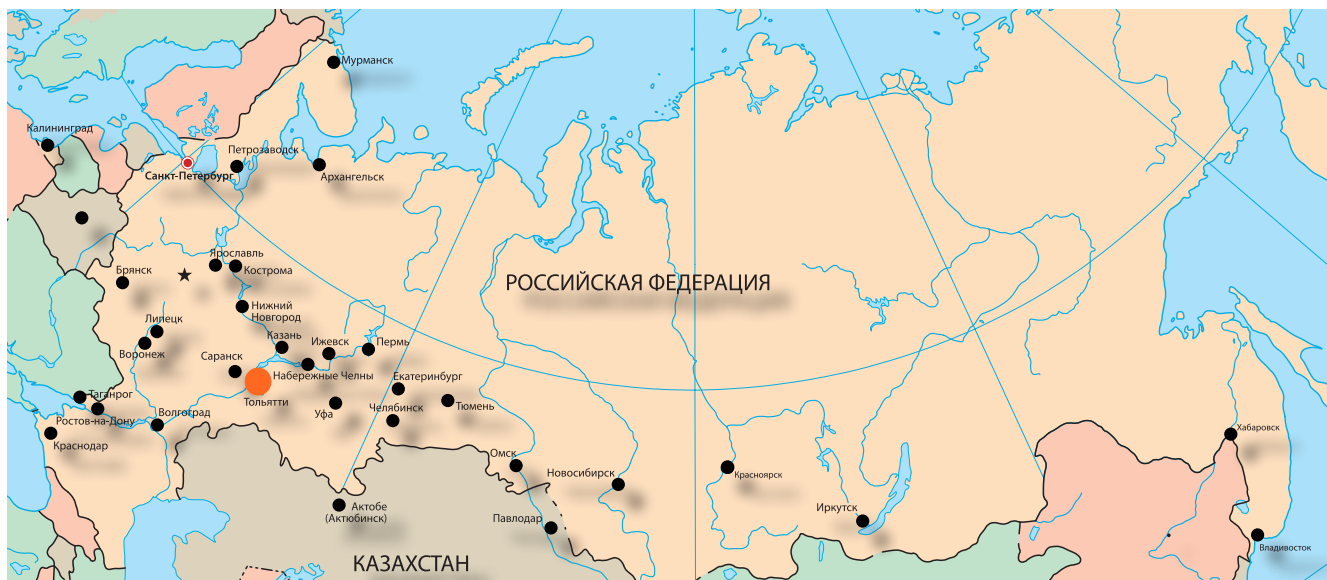 Мурманск
Калининград
Петрозаводск
Санкт-Петербург
Архангельск
Ярославль
Кострома
Брянск
РОССИЙСКАЯ ФЕДЕРАЦИЯ
Нижний
Новгород
Липецк
Воронеж
Казань
Ижевск
Пермь
Саранск
Набережные Челны
Екатеринбург
Тольятти
Таганрог
Ростов-на-Дону
Волгоград
Уфа
Челябинск
Тюмень
Краснодар
Хабаровск
Омск
Новосибирск
Красноярск
Актобе
(Актюбинск)
Павлодар
Иркутск
Владивосток
КАЗАХСТАН